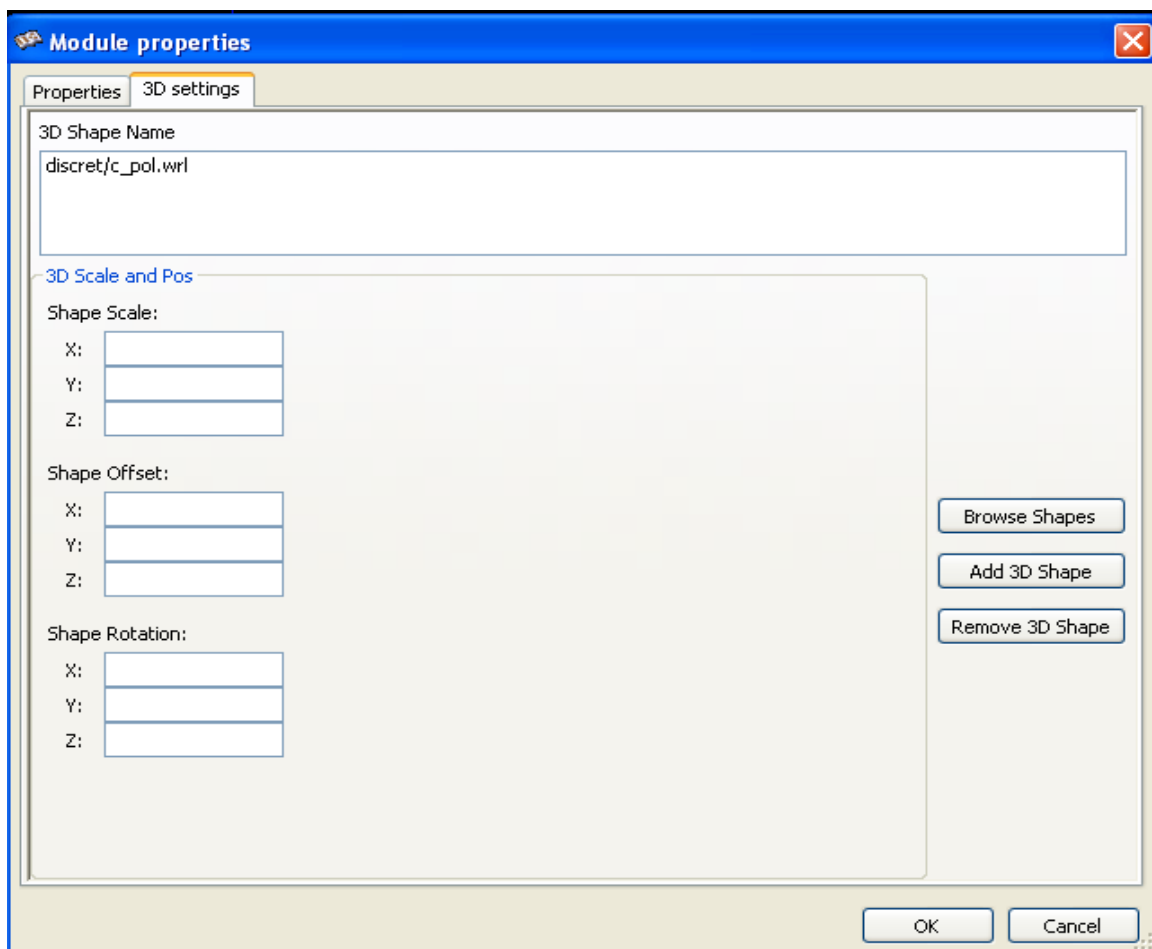 Module properties
Properties 3D settings
3D Shape Name
discret/c_pol.wrl
3D Scale and Pos
Shape Scale:
X:
Y:
Z:
Shape Offset:
X:
Y:
Z:
Shape Rotation:
X:
Y:
Z:
Browse Shapes
Add 3D Shape
Remove 3D Shape
OK Cancel